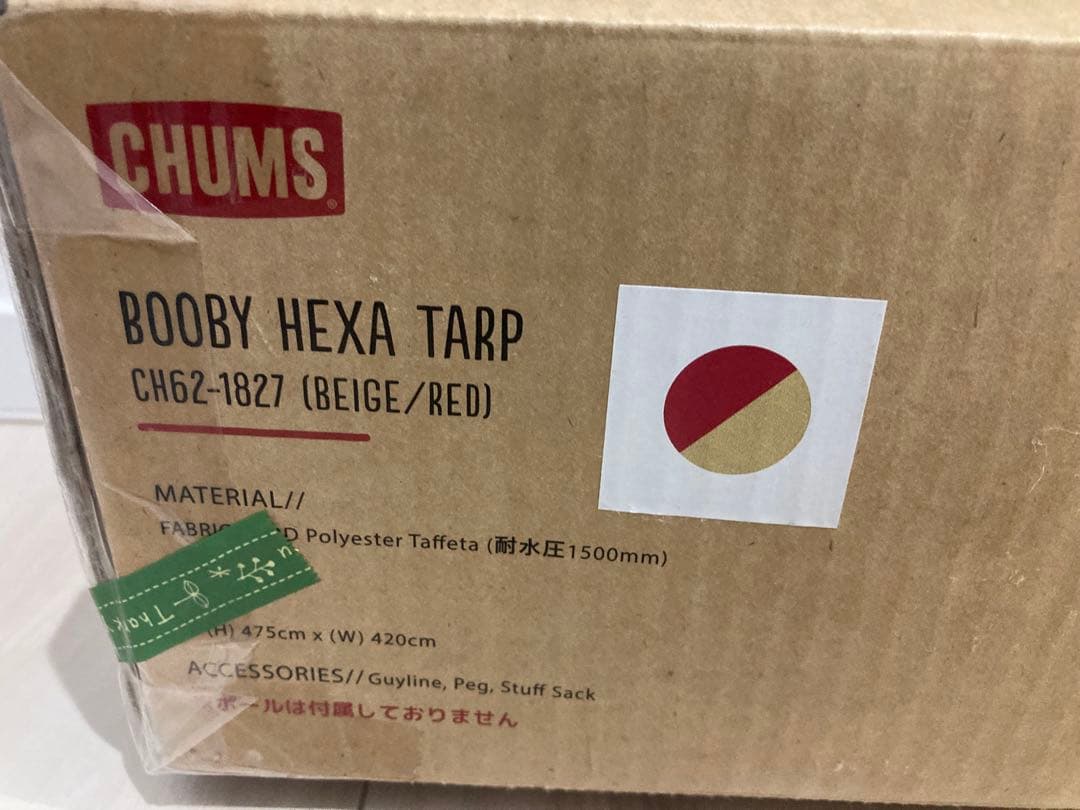 CHUMS®
BOOBY HEXA TARP
CH62-1827 (BEIGE/RED)
MATERIAL//
Polyester Taffeta (耐水圧1500mm)
(H) 475cm x (W) 420cm
ACCESSORIES// Guyline, Peg, Stuff Sack
※ポールは付属しておりません